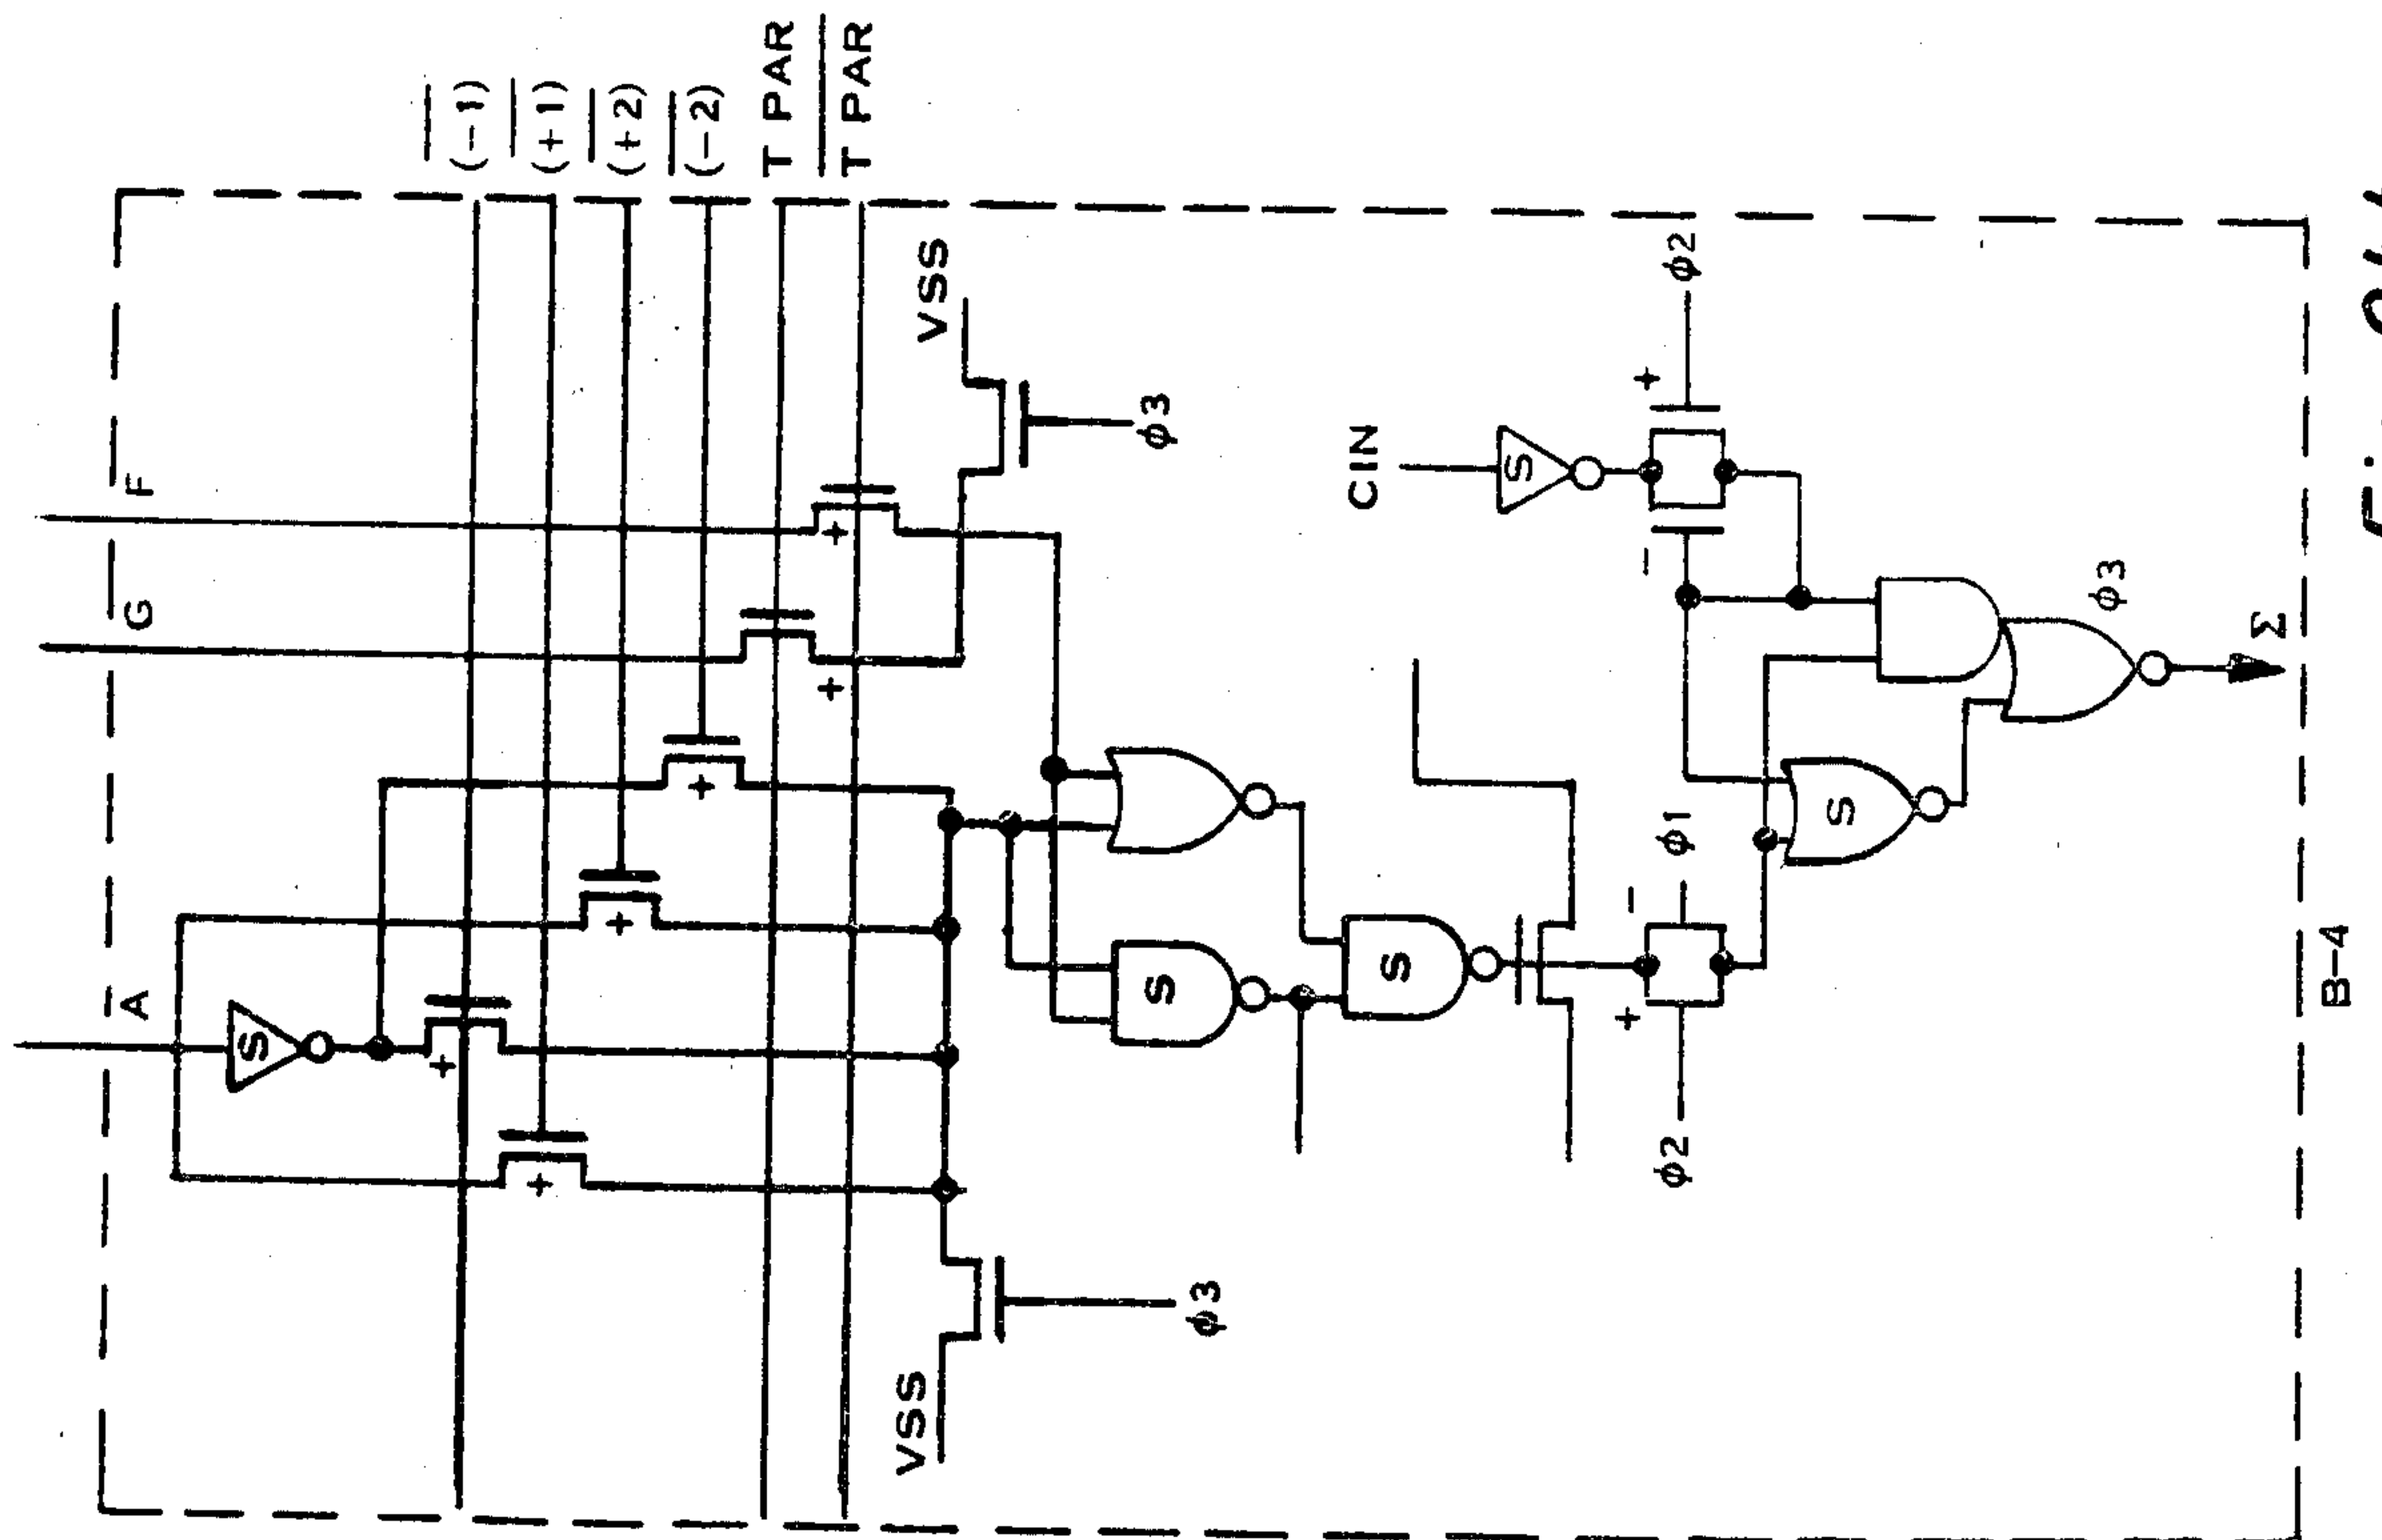 (-1)
(+1)
(+2)
(-2)
T PAR
T PAR
F
G
A
S
+
+
+
+
+
+
VSS
φ3
VSS
φ3
CIN
S
+
-
φ2
S
S
-
+
φ1
φ2
S
φ3
Σ
B-4